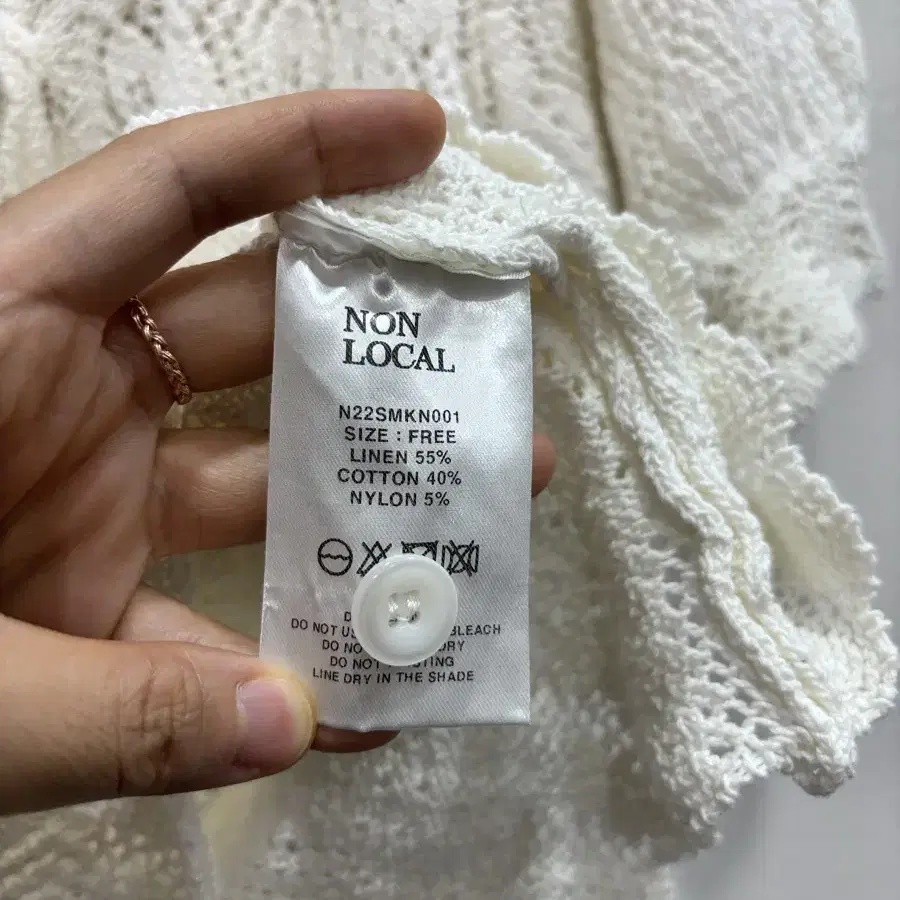 NON
LOCAL
N22SMKN001
SIZE : FREE
LINEN 55%
COTTON 40%
NYLON 5%
D
DO NOT US BLEACH
DO NO DRY
DO NOT TING
LINE DRY IN THE SHADE